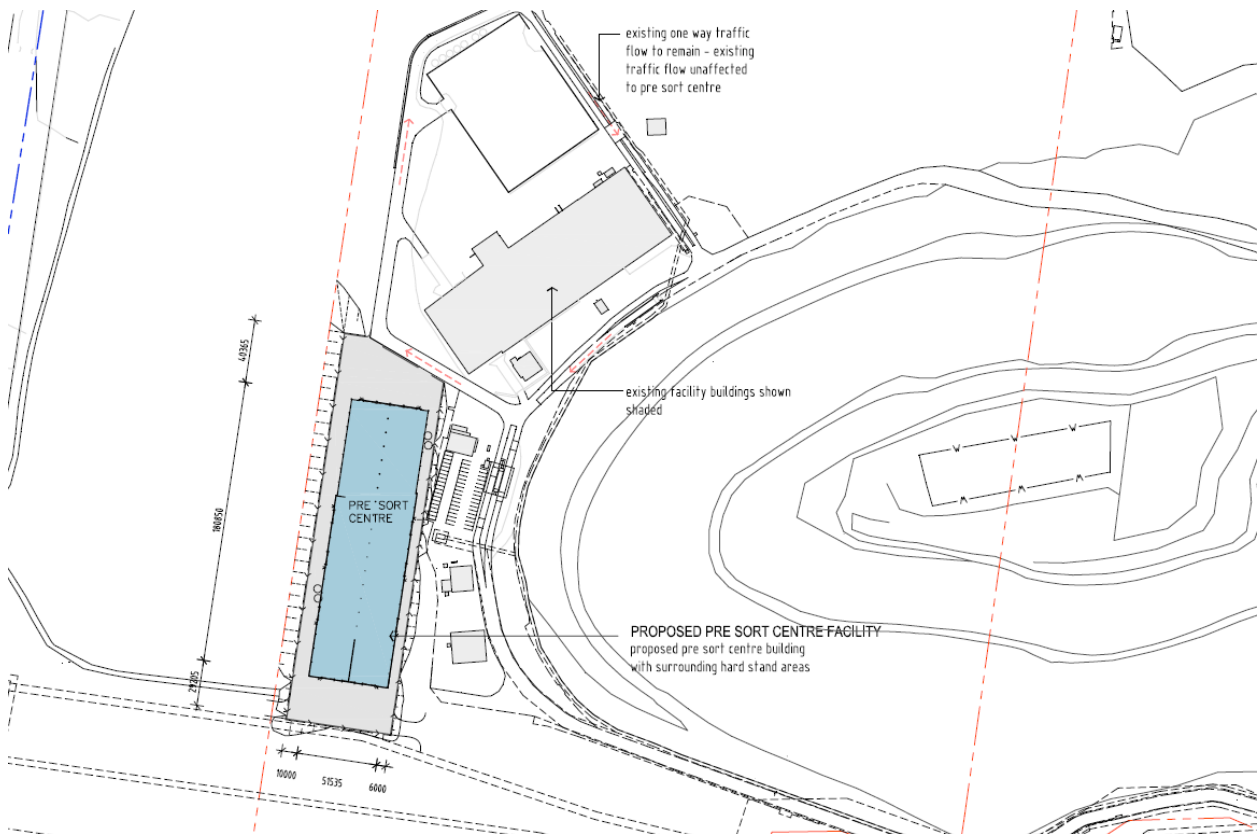 existing one way traffic
flow to remain - existing
traffic flow unaffected
to pre sort centre
40365
existing facility buildings shown
shaded
PRE SORT
CENTRE
180850
PROPOSED PRE SORT CENTRE FACILITY
proposed pre sort centre building
with surrounding hard stand areas
10000
51535
6000